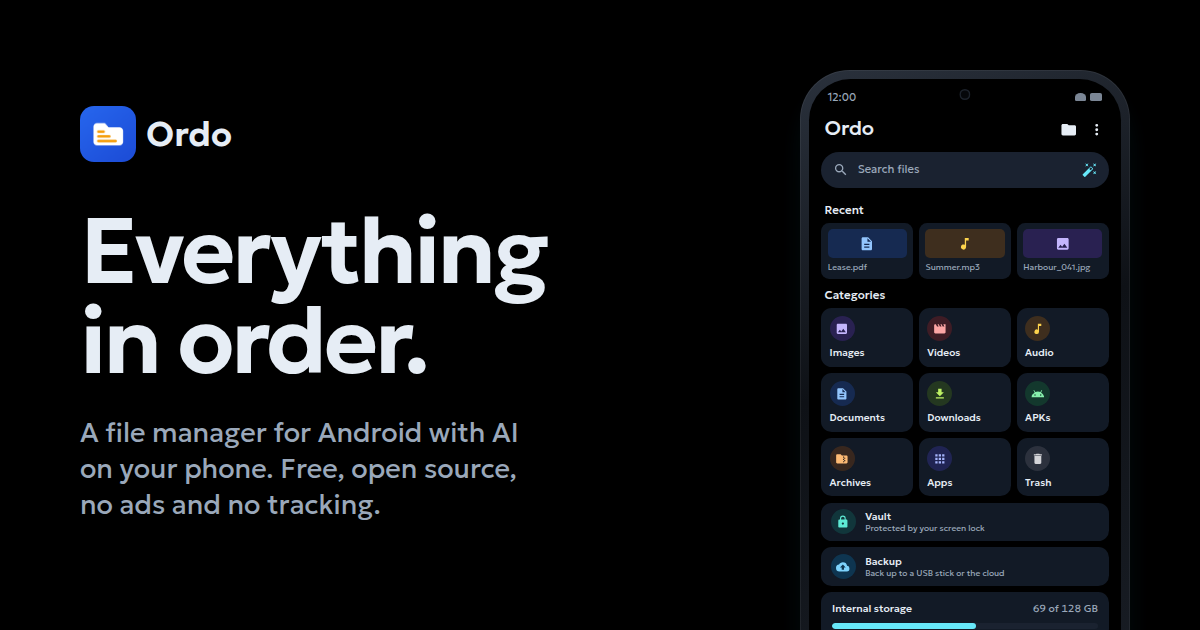 Ordo
Everything
in order.
A file manager for Android with AI
on your phone. Free, open source,
no ads and no tracking.
12:00
Ordo
Search files
Recent
Lease.pdf
Summer.mp3
Harbour_041.jpg
Categories
Images
Videos
Audio
Documents
Downloads
APKs
Archives
Apps
Trash
Vault
Protected by your screen lock
Backup
Back up to a USB stick or the cloud
Internal storage
69 of 128 GB